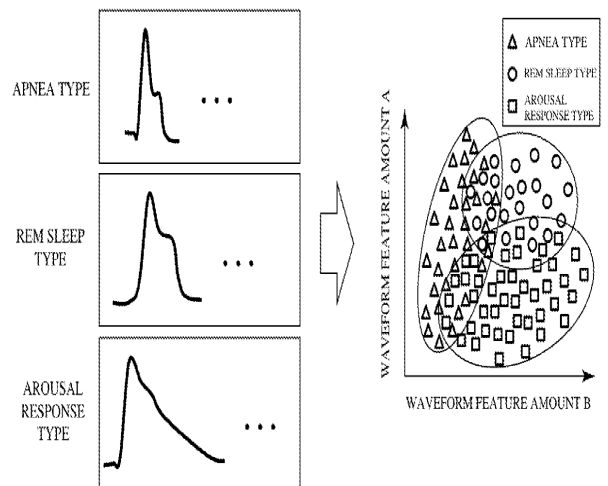 APNEA TYPE
REM SLEEP
TYPE
AROUSAL
RESPONSE
TYPE
APNEA TYPE
REM SLEEP TYPE
AROUSAL
RESPONSE TYPE
WAVEFORM FEATURE AMOUNT A
WAVEFORM FEATURE AMOUNT B